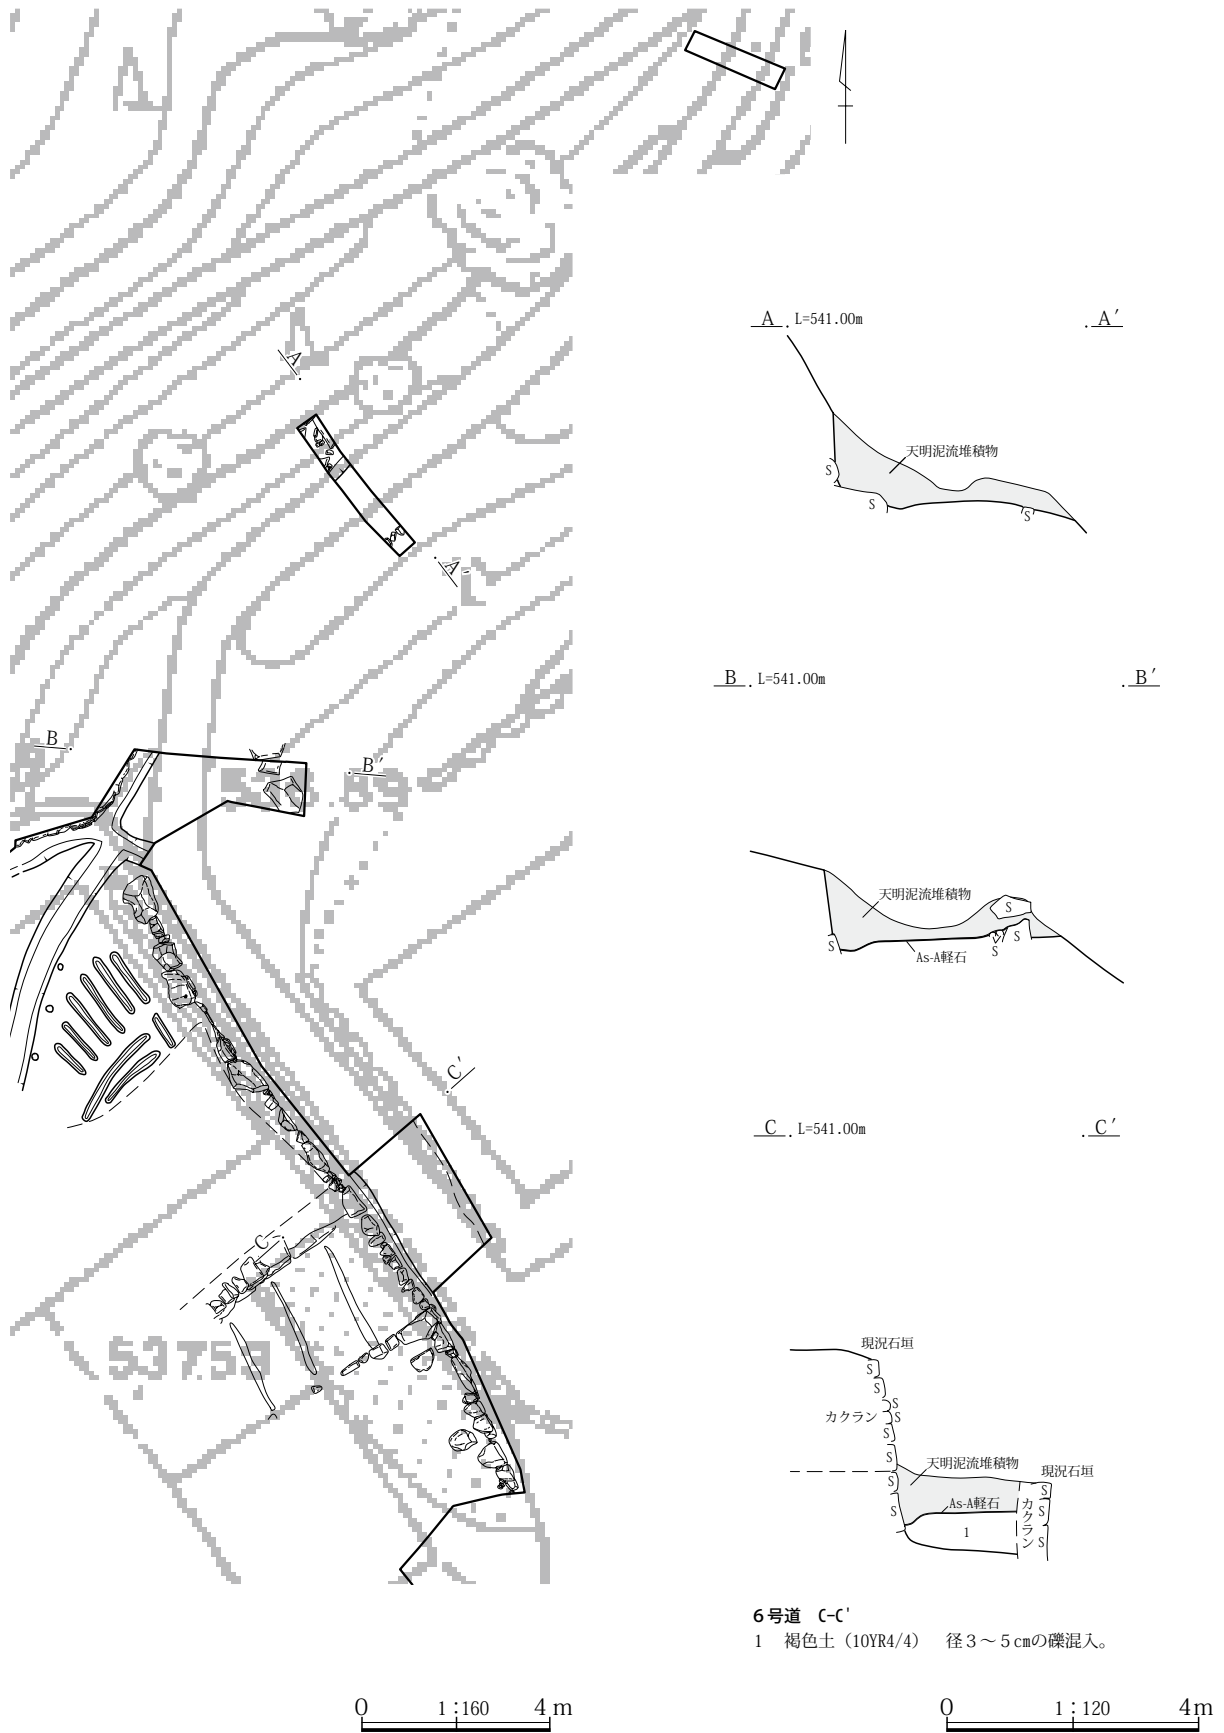 A
A′
B
B′
C′
C
537.59
A L=541.00m A′
天明泥流堆積物
S
S
S
B L=541.00m B′
天明泥流堆積物
S
S
S
S
As-A軽石
C L=541.00m C′
現況石垣
S
S
S
カクラン S
S
S
天明泥流堆積物
現況石垣
S
S
As-A軽石
S
S
カクラン
1
S
6号道 C-C'
1 褐色土（10YR4/4） 径3～5cmの礫混入。
0 1:160 4m
0 1:120 4m